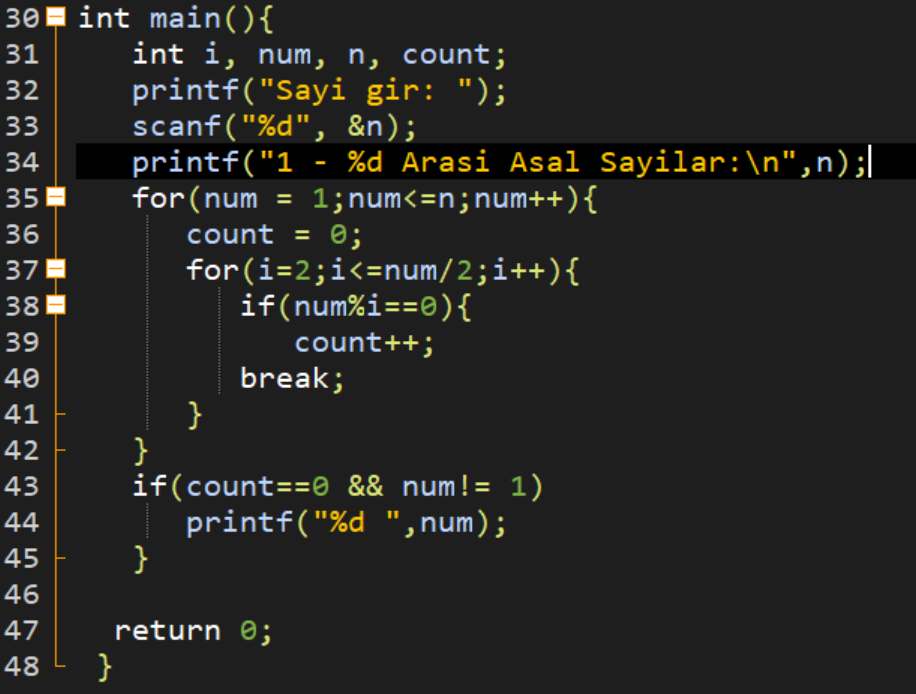 30 int main(){
31 int i, num, n, count;
32 printf("Sayi gir: ");
33 scanf("%d", &n);
34 printf("1 - %d Arasi Asal Sayilar:\n",n);
35 for(num = 1;num<=n;num++){
36 count = 0;
37 for(i=2;i<=num/2;i++){
38 if(num%i==0){
39 count++;
40 break;
41 }
42 }
43 if(count==0 && num!= 1)
44 printf("%d ",num);
45 }
46
47 return 0;
48 }